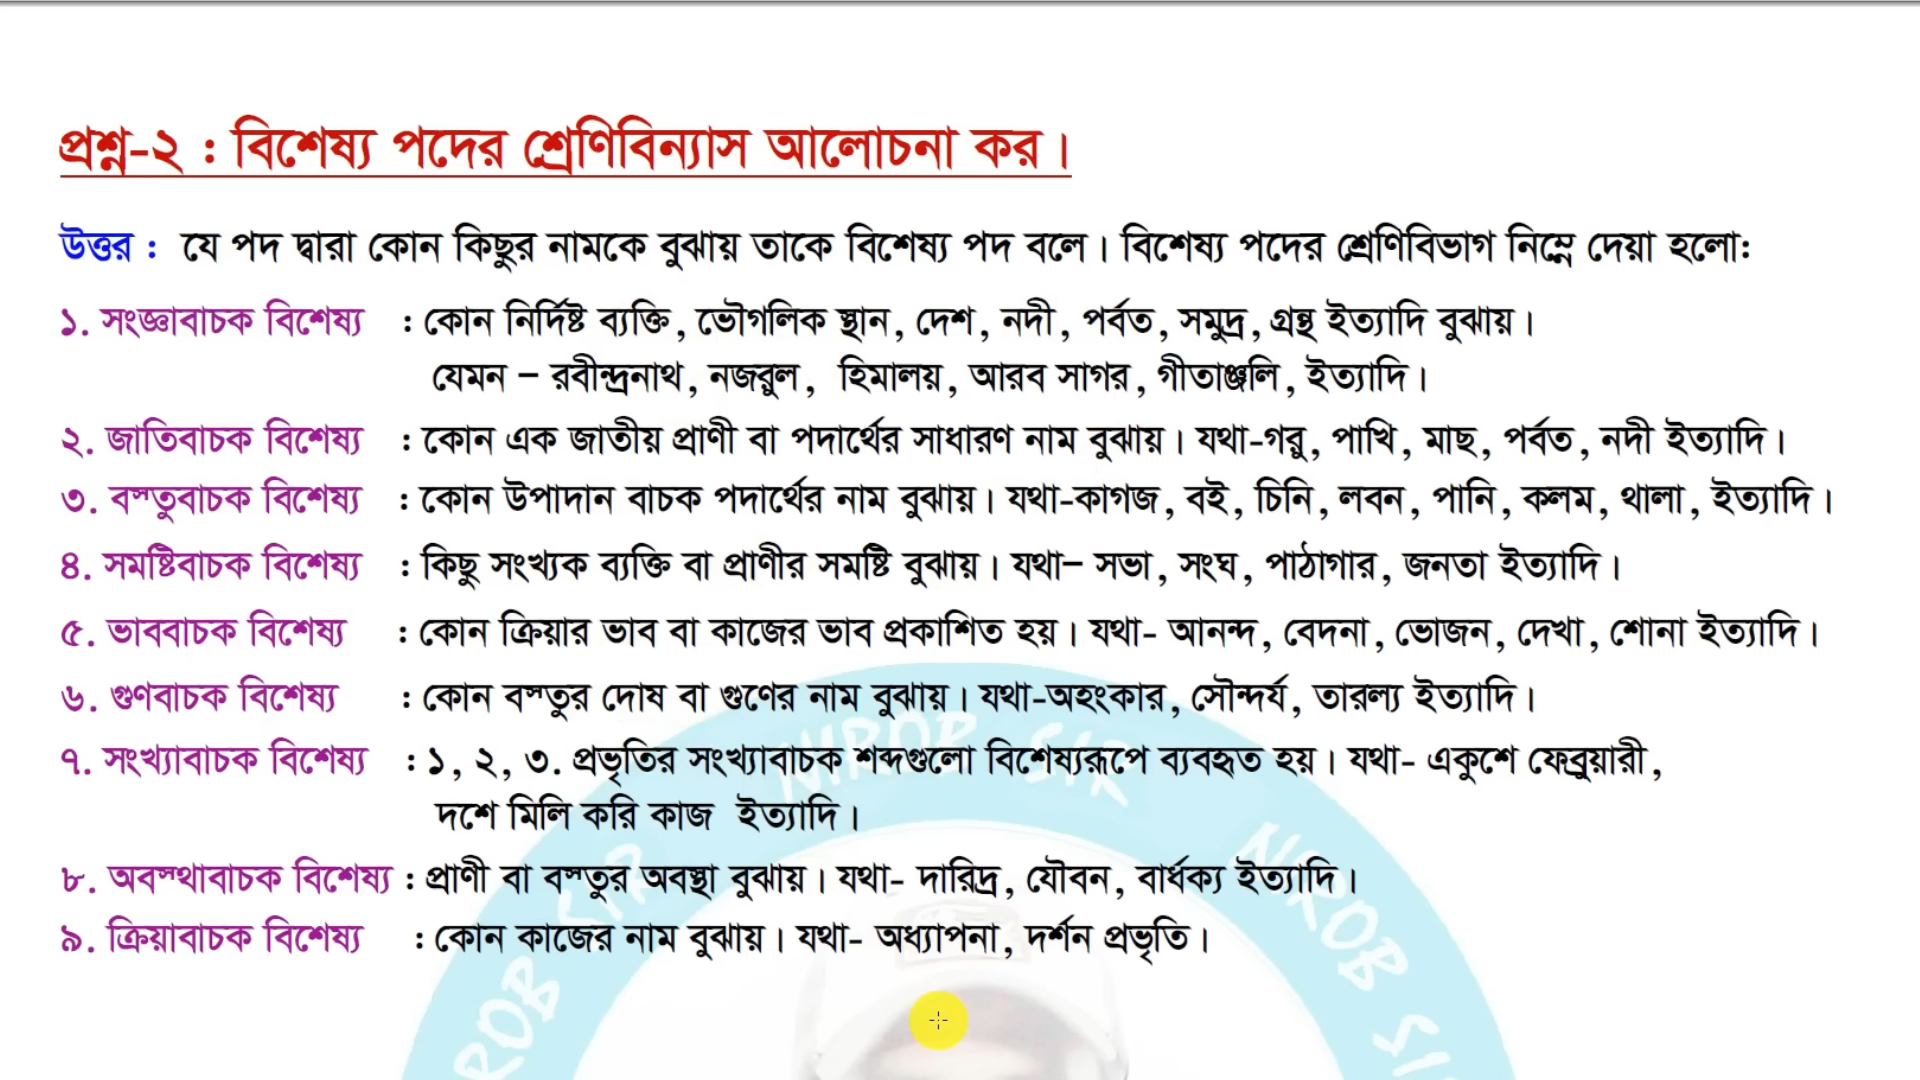 প্রশ্ন-২ : বিশেষ্য পদের শ্রেণিবিন্যাস আলোচনা কর।
উত্তর : যে পদ দ্বারা কোন কিছুর নামকে বুঝায় তাকে বিশেষ্য পদ বলে। বিশেষ্য পদের শ্রেণিবিভাগ নিম্নে দেয়া হলো:
১. সংজ্ঞাবাচক বিশেষ্য : কোন নির্দিষ্ট ব্যক্তি, ভৌগলিক স্থান, দেশ, নদী, পর্বত, সমুদ্র, গ্রন্থ ইত্যাদি বুঝায়।
যেমন – রবীন্দ্রনাথ, নজরুল, হিমালয়, আরব সাগর, গীতাঞ্জলি, ইত্যাদি।
২. জাতিবাচক বিশেষ্য : কোন এক জাতীয় প্রাণী বা পদার্থের সাধারণ নাম বুঝায়। যথা-গরু, পাখি, মাছ, পর্বত, নদী ইত্যাদি।
৩. বস্তুবাচক বিশেষ্য : কোন উপাদান বাচক পদার্থের নাম বুঝায়। যথা-কাগজ, বই, চিনি, লবন, পানি, কলম, থালা, ইত্যাদি।
৪. সমষ্টিবাচক বিশেষ্য : কিছু সংখ্যক ব্যক্তি বা প্রাণীর সমষ্টি বুঝায়। যথা– সভা, সংঘ, পাঠাগার, জনতা ইত্যাদি।
৫. ভাববাচক বিশেষ্য : কোন ক্রিয়ার ভাব বা কাজের ভাব প্রকাশিত হয়। যথা- আনন্দ, বেদনা, ভোজন, দেখা, শোনা ইত্যাদি।
৬. গুণবাচক বিশেষ্য : কোন বস্তুর দোষ বা গুণের নাম বুঝায়। যথা-অহংকার, সৌন্দর্য, তারল্য ইত্যাদি।
৭. সংখ্যাবাচক বিশেষ্য : ১, ২, ৩. প্রভৃতির সংখ্যাবাচক শব্দগুলো বিশেষ্যরূপে ব্যবহৃত হয়। যথা- একুশে ফেব্রুয়ারী,
দশে মিলি করি কাজ ইত্যাদি।
৮. অবস্থাবাচক বিশেষ্য : প্রাণী বা বস্তুর অবস্থা বুঝায়। যথা- দারিদ্র, যৌবন, বার্ধক্য ইত্যাদি।
৯. ক্রিয়াবাচক বিশেষ্য : কোন কাজের নাম বুঝায়। যথা- অধ্যাপনা, দর্শন প্রভৃতি।
NIROB SIR